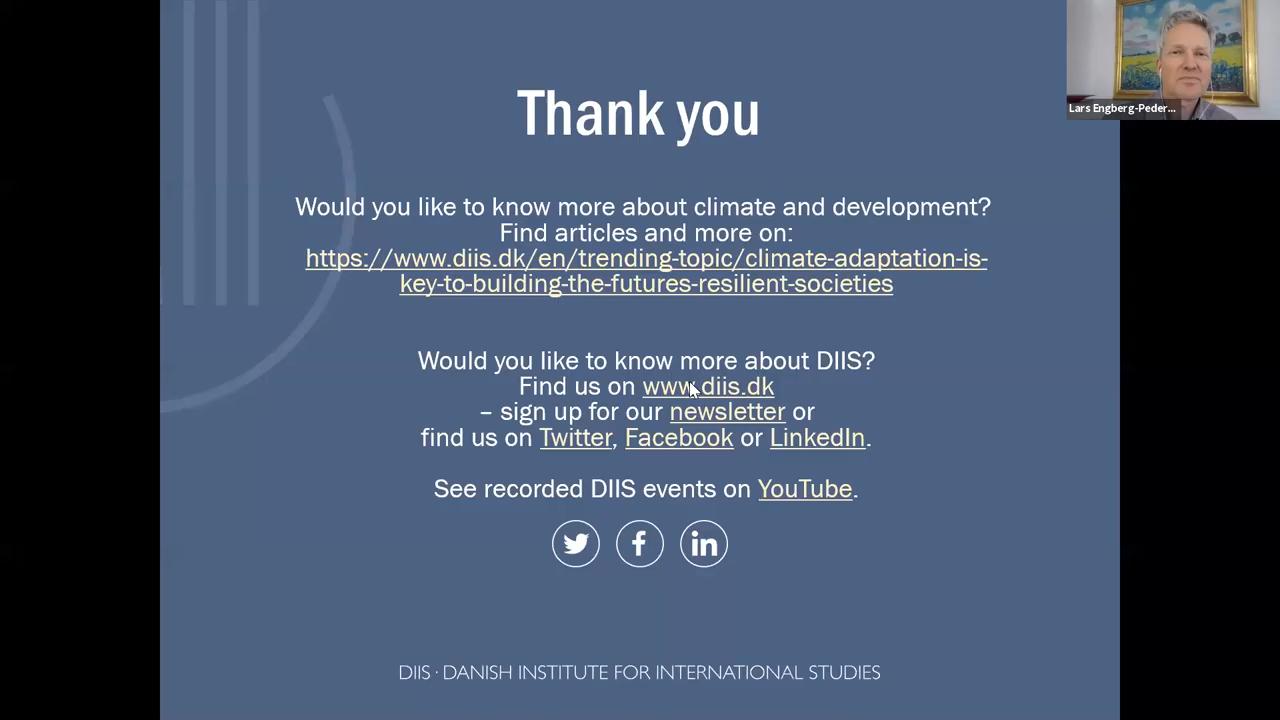 Thank you
Would you like to know more about climate and development?
Find articles and more on:
https://www.diis.dk/en/trending-topic/climate-adaptation-is-
key-to-building-the-futures-resilient-societies
Would you like to know more about DIIS?
Find us on www.diis.dk
– sign up for our newsletter or
find us on Twitter, Facebook or LinkedIn.
See recorded DIIS events on YouTube.
f in
DIIS · DANISH INSTITUTE FOR INTERNATIONAL STUDIES
Lars Engberg-Peder...